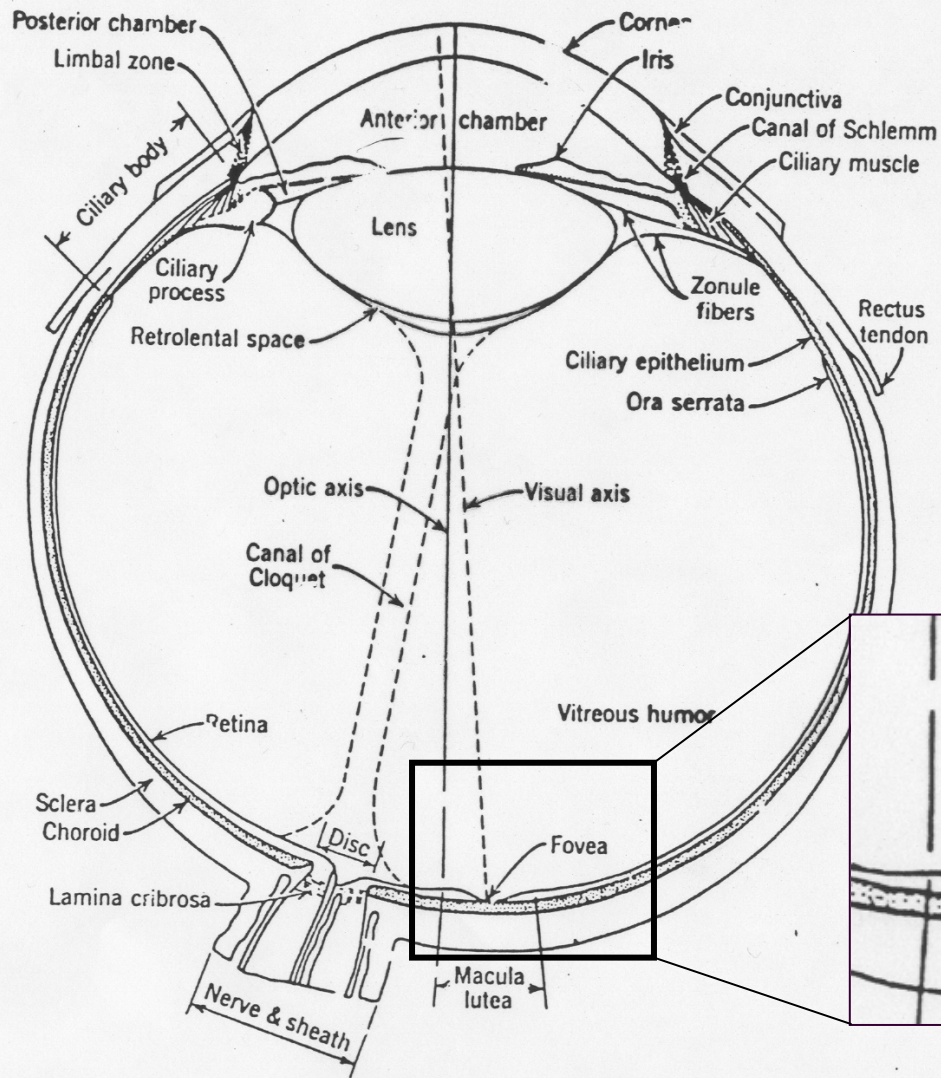 Posterior chamber
Limbal zone
Ciliary body
Corne
Iris
Conjunctiva
Canal of Schlemm
Ciliary muscle
Anterior chamber
Lens
Ciliary
process
Zonule
fibers
Rectus
tendon
Retrolental space
Ciliary epithelium
Ora serrata
Optic axis
Visual axis
Canal of
Cloquet
Vitreous humor
Retina
Sclera
Choroid
Disc
Fovea
Lamina cribrosa
Macula
lutea
Nerve & sheath